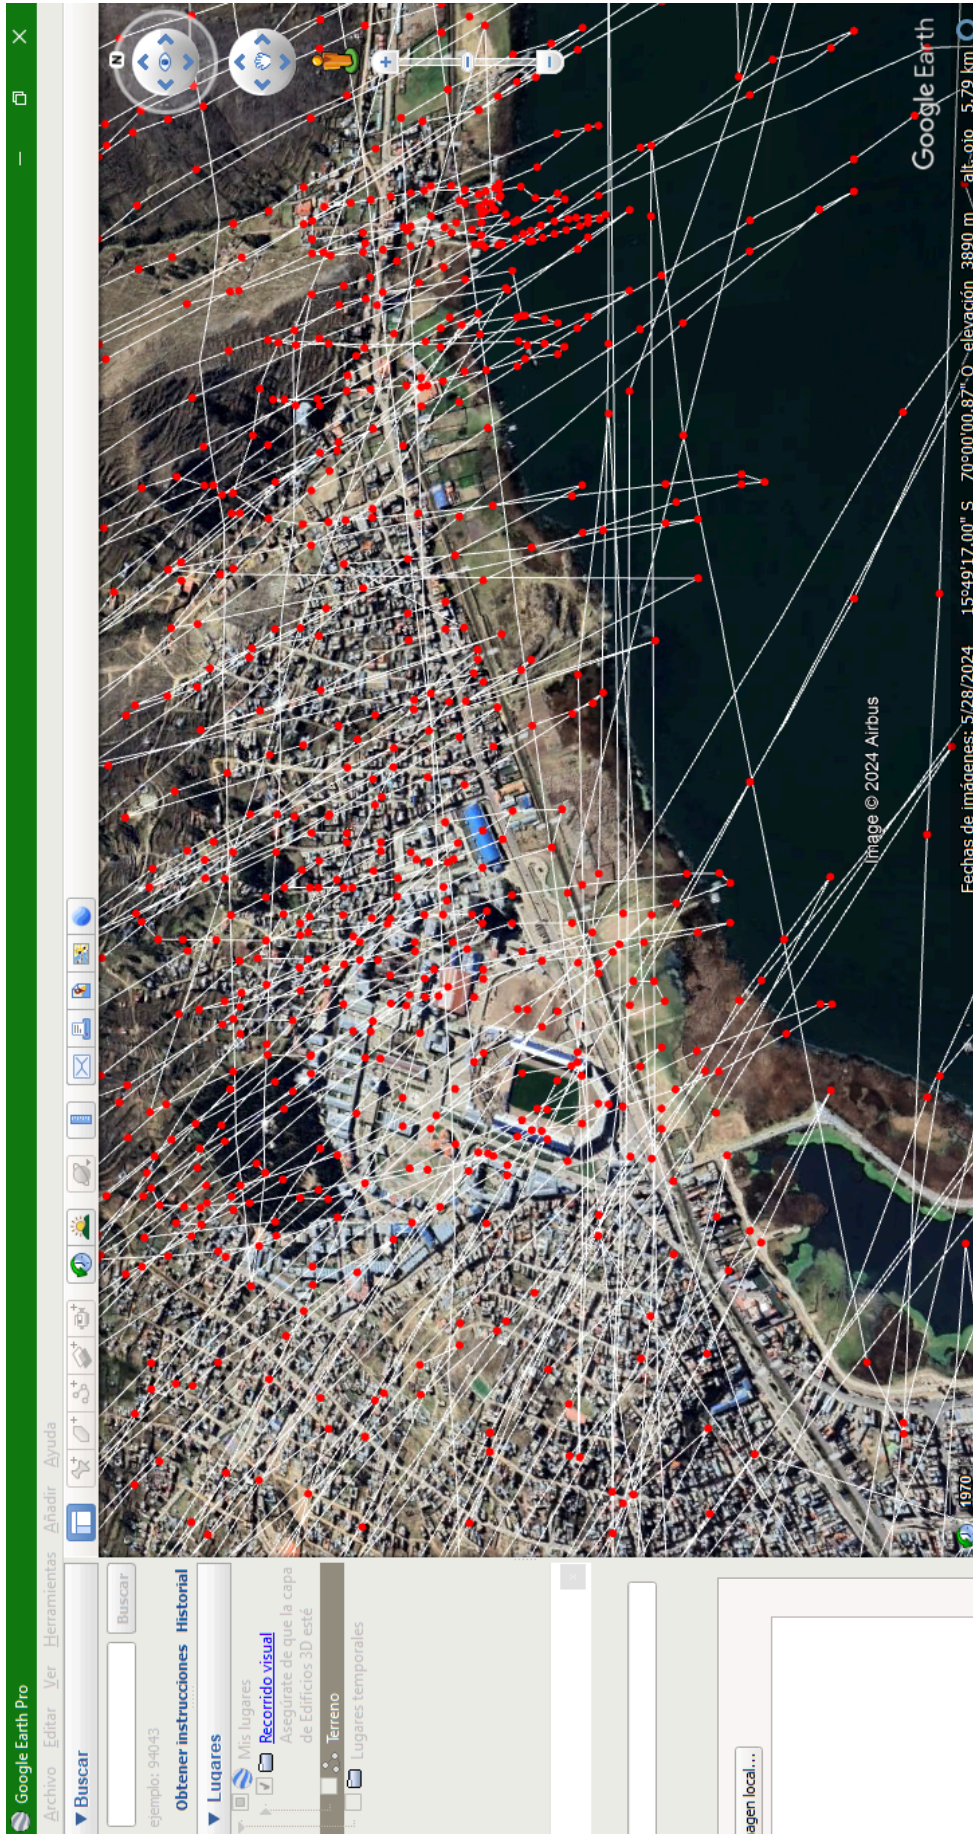 Google Earth Pro
Archivo Editar Ver Herramientas Añadir Ayuda
Buscar
Buscar
ejemplo: 94043
Obtener instrucciones Historial
Lugares
Mis lugares
Recorrido visual
Asegúrate de que la capa
de Edificios 3D esté
Terreno
Lugares temporales
agen local...
N
Image © 2024 Airbus
Google Earth
1970
Fechas de imágenes: 5/28/2024 15°49'17.00" S 70°00'00.87" O elevación 3890 m alt. ojo 5.79 km